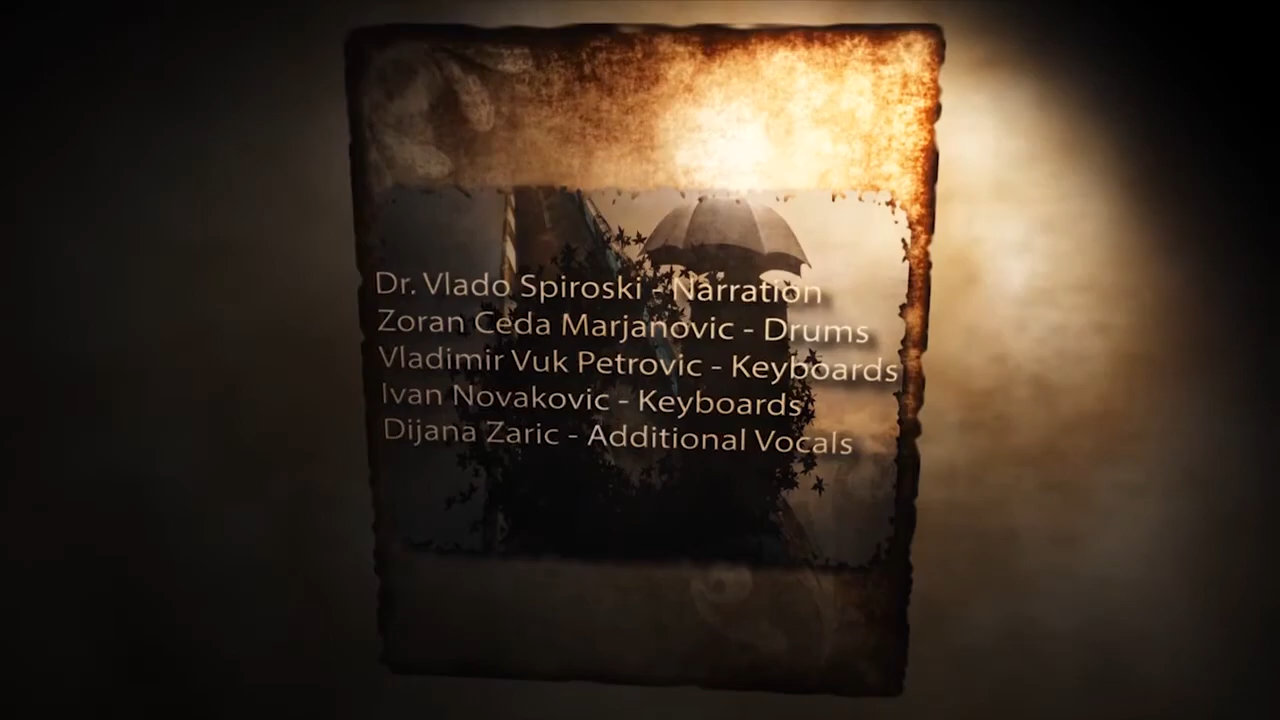 Dr. Vlado Spiroski - Narration
Zoran Ceda Marjanovic - Drums
Vladimir Vuk Petrovic - Keyboards
Ivan Novakovic - Keyboards
Dijana Zaric - Additional Vocals